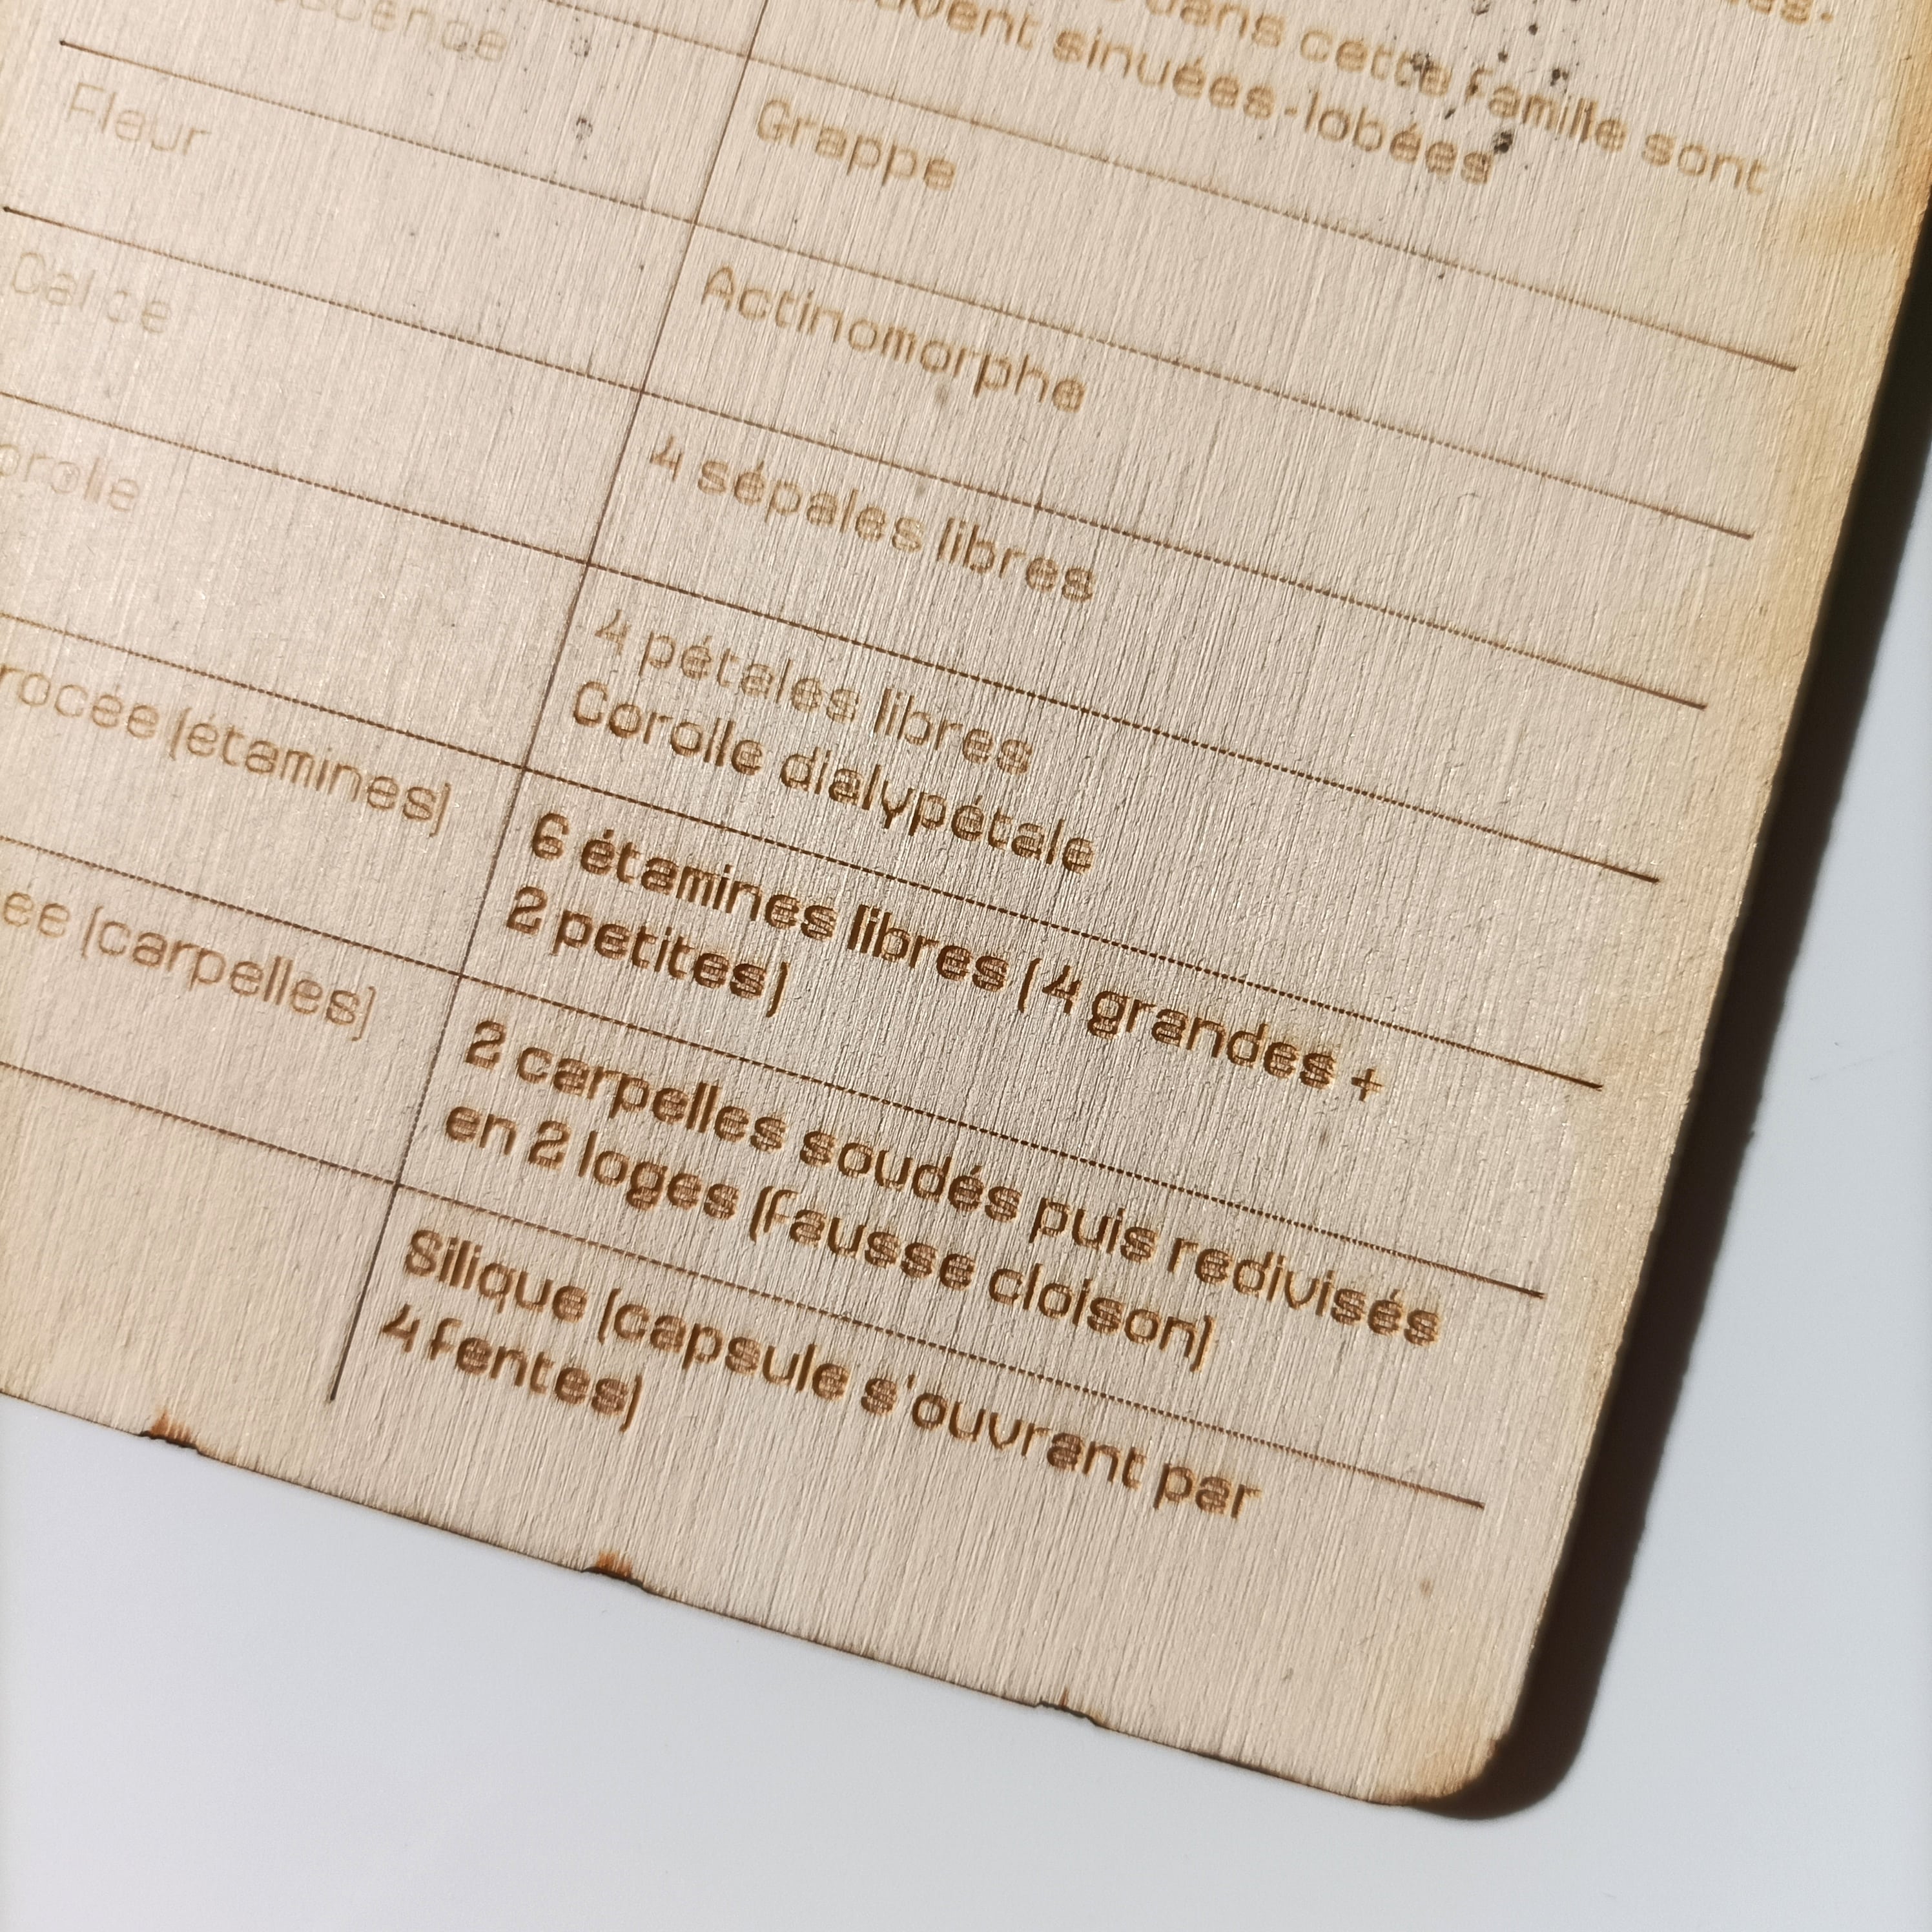 dans cette famille sont
sinuées-lobées
Grappe
Fleur
Actinomorphe
Calice
4 sépales libres
orolle
4 pétales libres
Corolle dialypétale
rocée (étamines)
6 étamines libres (4 grandes +
2 petites)
ée (carpelles)
2 carpelles soudés puis redivisés
en 2 loges (fausse cloison)
Silique (capsule s'ouvrant par
4 fentes)